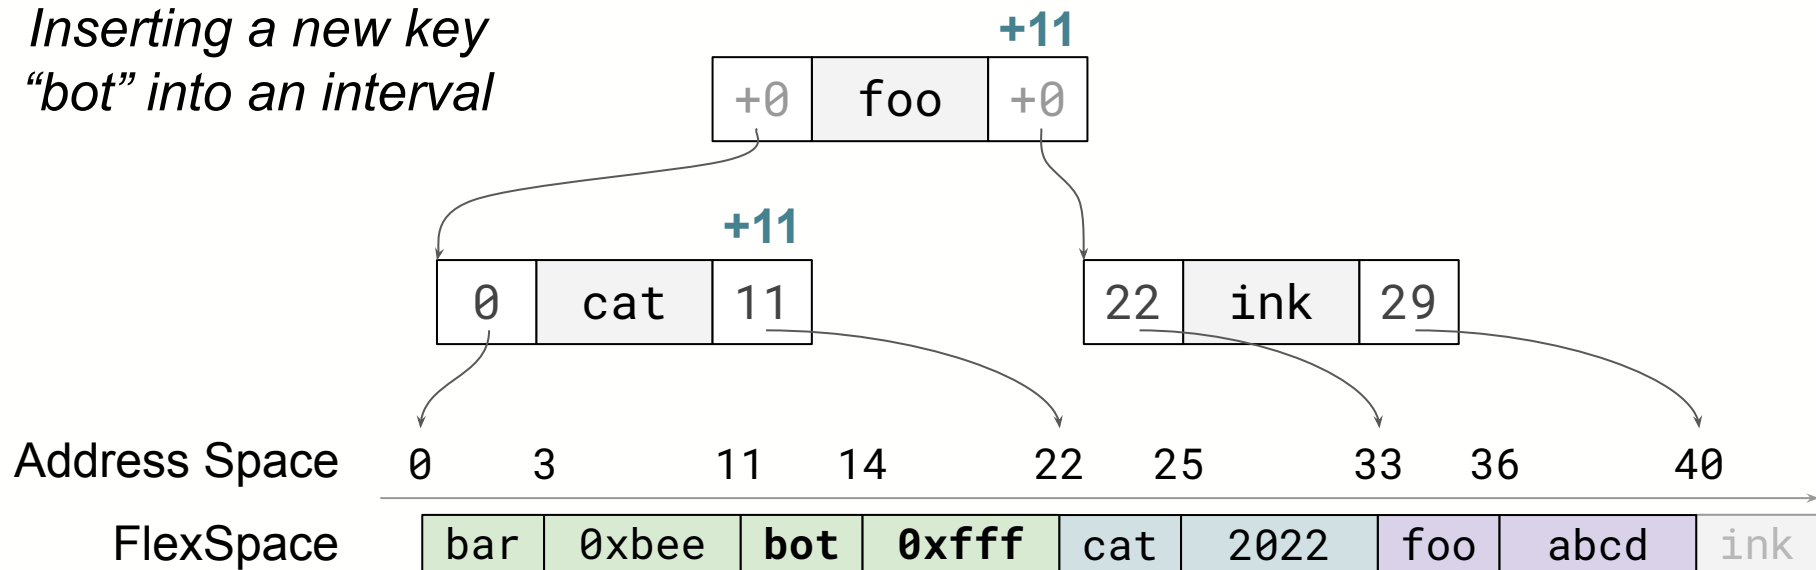 Inserting a new key
“bot” into an interval
+11
+0 foo +0
+11
0 cat 11
22 ink 29
Address Space 0 3 11 14 22 25 33 36 40
FlexSpace bar 0xbee bot 0xfff cat 2022 foo abcd ink